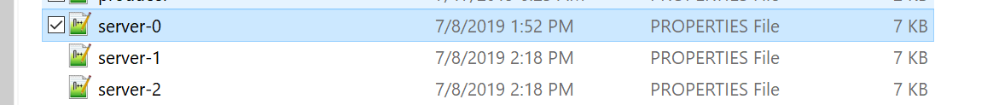 server-0 7/8/2019 1:52 PM PROPERTIES File 7 KB
server-1 7/8/2019 2:18 PM PROPERTIES File 7 KB
server-2 7/8/2019 2:18 PM PROPERTIES File 7 KB